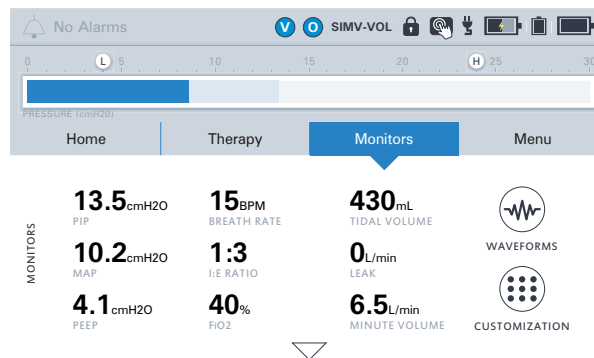 No Alarms V O SIMV-VOL
0 L 5 10 15 20 H 25 30
PRESSURE (cmH20)
Home Therapy Monitors Menu
MONITORS
13.5cmH2O 15BPM 430mL
PIP BREATH RATE TIDAL VOLUME
WAVEFORMS
10.2cmH2O 1:3 0L/min
MAP I:E RATIO LEAK
4.1cmH2O 40% 6.5L/min
PEEP FiO2 MINUTE VOLUME
CUSTOMIZATION